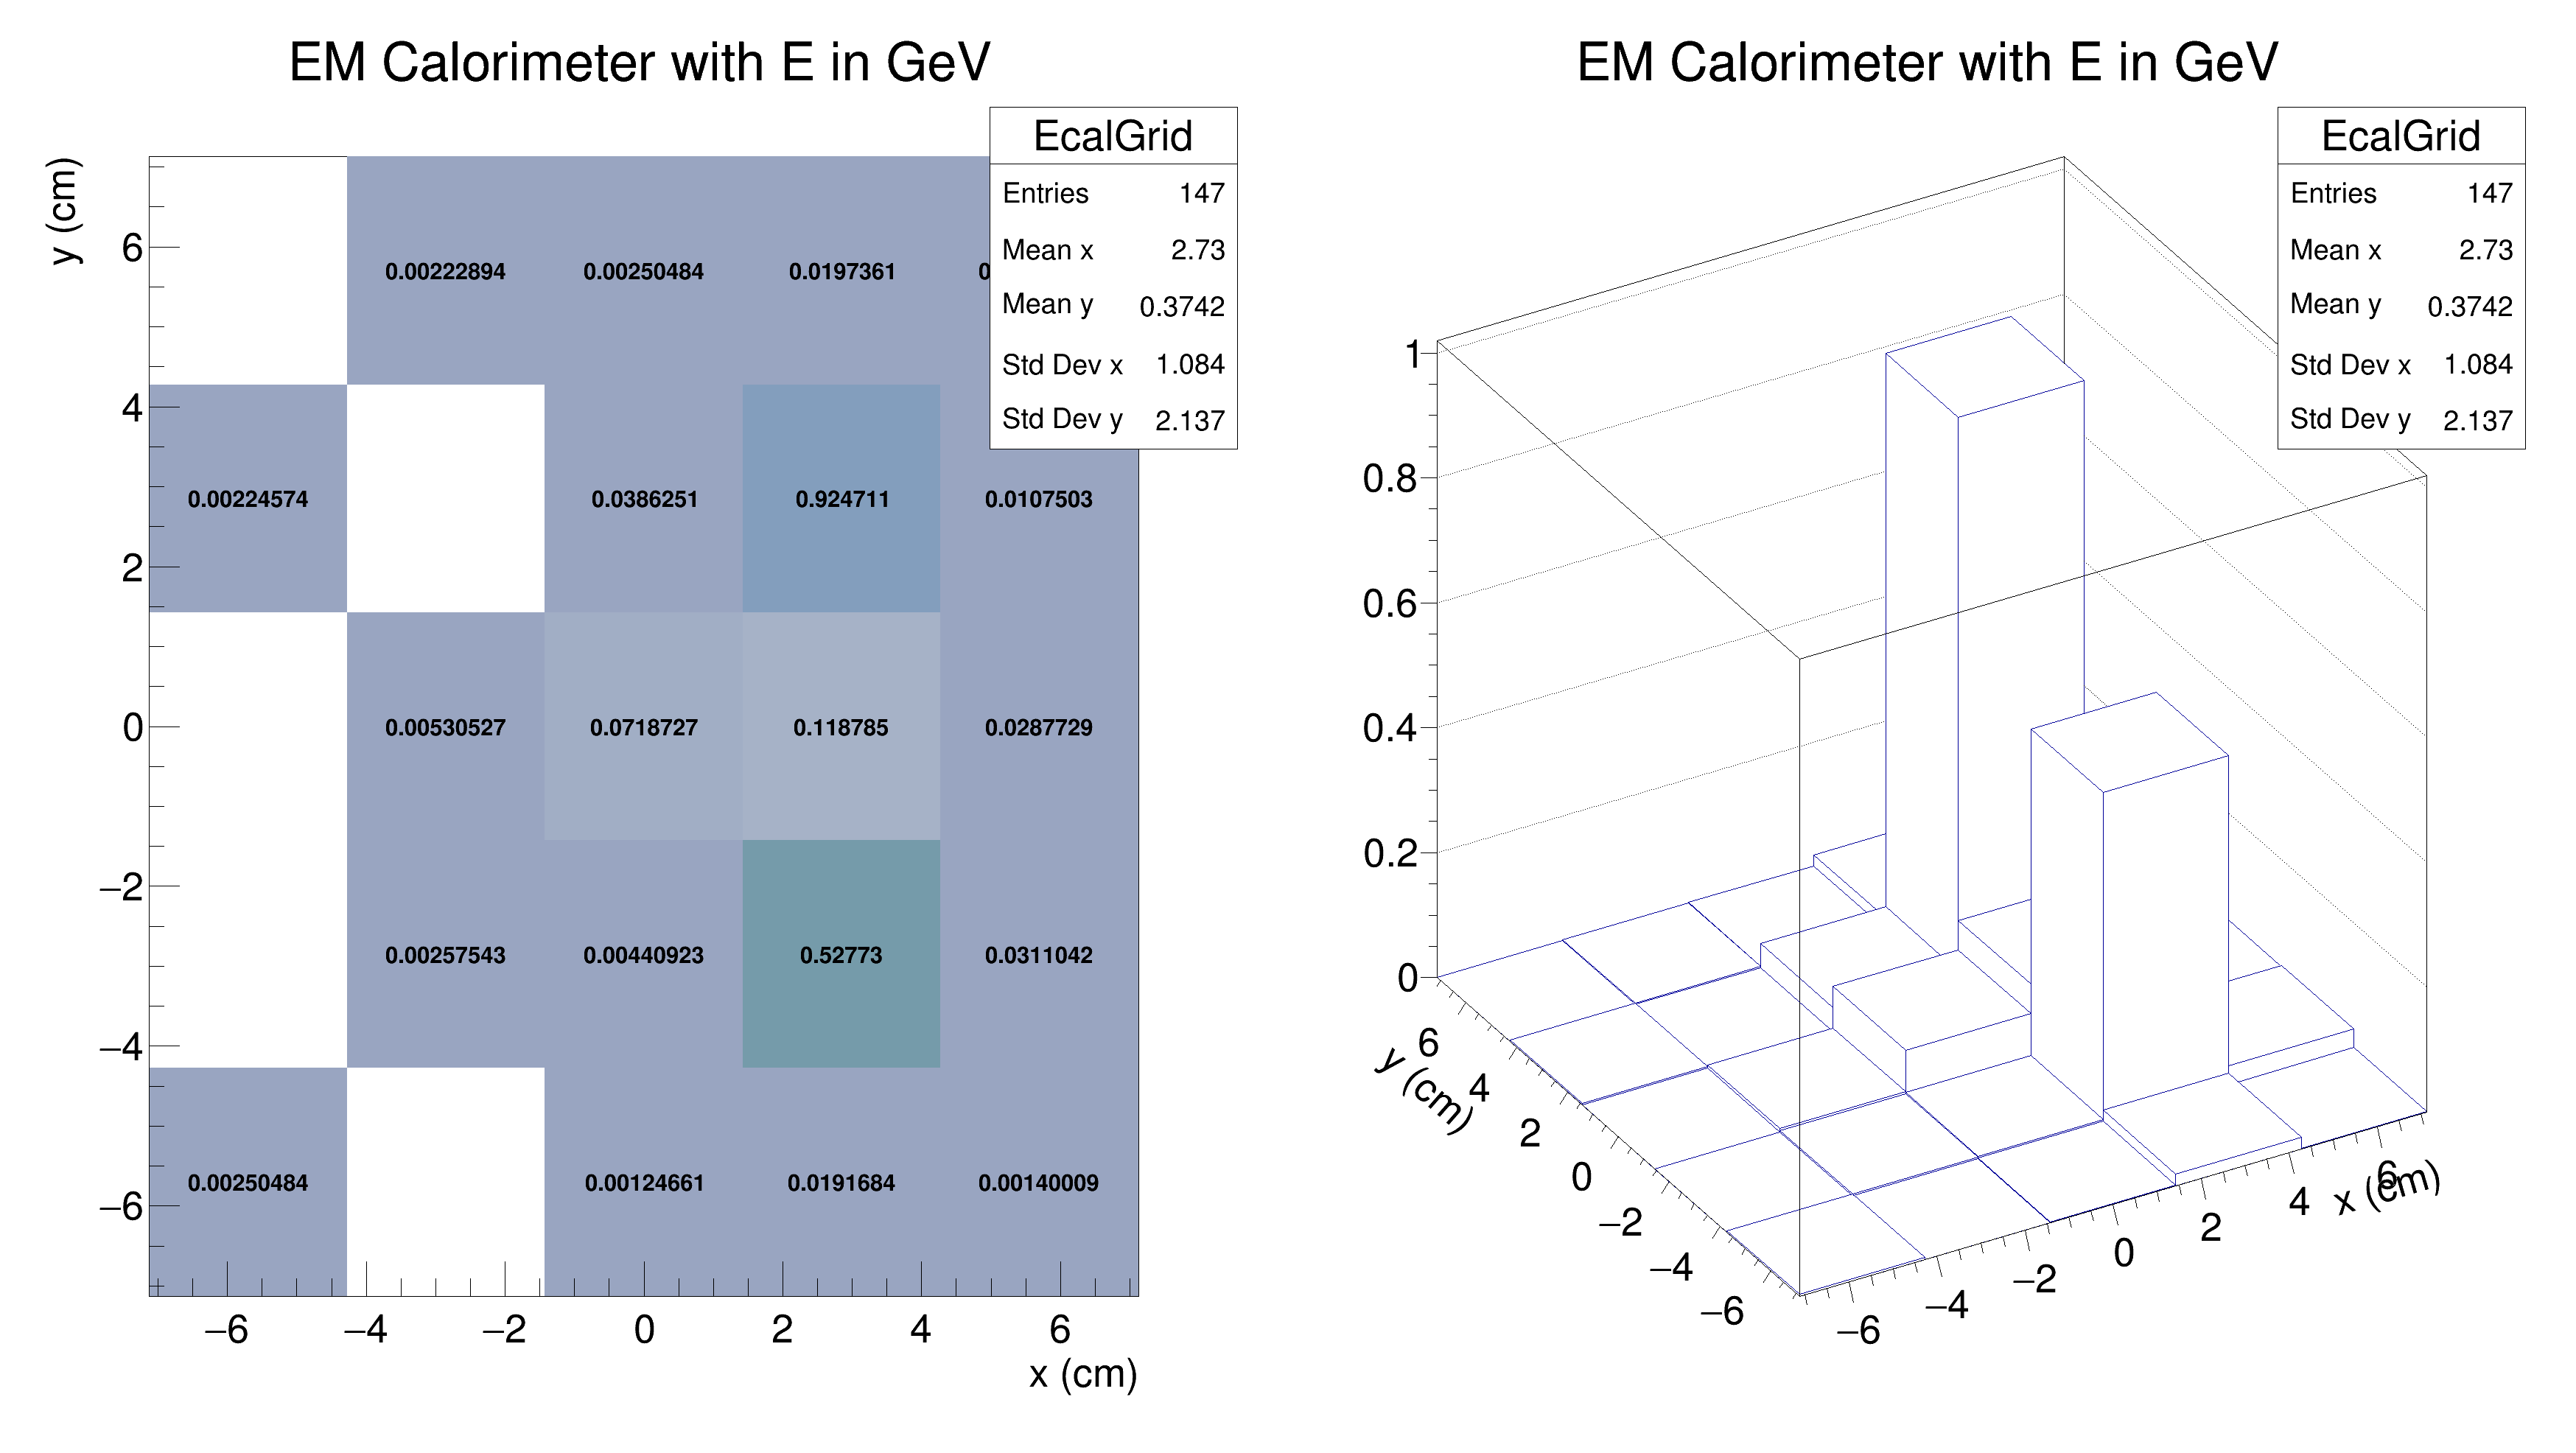 EM Calorimeter with E in GeV
EcalGrid
Entries 147
Mean x 2.73
Mean y 0.3742
Std Dev x 1.084
Std Dev y 2.137
y (cm)
6
4
2
0
−2
−4
−6
0.00222894 0.00250484 0.0197361
0.00224574 0.0386251 0.924711 0.0107503
0.00530527 0.0718727 0.118785 0.0287729
0.00257543 0.00440923 0.52773 0.0311042
0.00250484 0.00124661 0.0191684 0.00140009
−6 −4 −2 0 2 4 6
x (cm)
EM Calorimeter with E in GeV
EcalGrid
Entries 147
Mean x 2.73
Mean y 0.3742
Std Dev x 1.084
Std Dev y 2.137
1
0.8
0.6
0.4
0.2
0
6
4
2
0
−2
−4
−6
y (cm)
−6
−4
−2
0
2
4
6
x (cm)